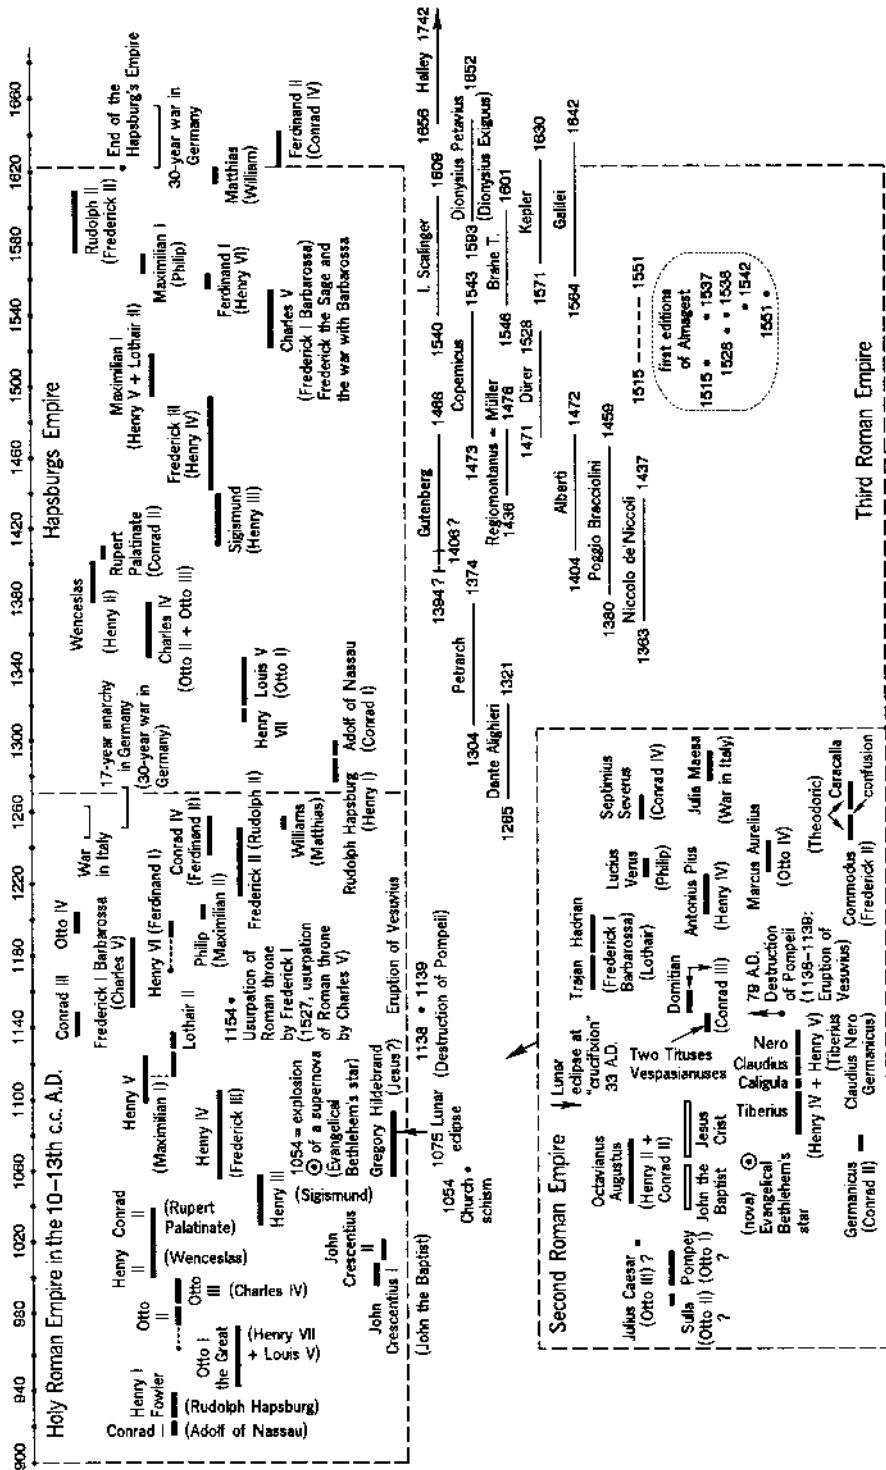 900 940 980 1020 1060 1100 1140 1180 1220 1260 1300 1340 1380 1420 1460 1500 1540 1580 1620 1660
Holy Roman Empire in the 10–13th c.c. A.D.
Hapsburgs Empire
Conrad I
(Adolf of Nassau)
Henry I
Fowler
(Rudolph Hapsburg)
Otto I
the Great
(Henry VII
+ Louis V)
Otto
II
Otto
III
(Charles IV)
Henry
II
(Wenceslas)
Conrad
II
(Rupert
Palatinate)
John
Crescentius I
John
Crescentius
II
(John the Baptist)
Henry III
(Sigismund)
Henry IV
(Frederick III)
Henry V
(Maximilian I)
Lothair II
1054 = explosion
of a supernova
(Evangelical
Bethlehem's star)
Gregory Hildebrand
(Jesus?)
1054
Church
schism
1075 Lunar
eclipse
Conrad III
1154
Usurpation of
Roman throne
by Frederick I
(1527, usurpation
of Roman throne
by Charles V)
Eruption of Vesuvius
1138 • 1139
(Destruction of Pompeii)
Frederick I Barbarossa
(Charles V)
Henry VI (Ferdinand I)
Otto IV
Philip
(Maximilian II)
Frederick II (Rudolph II)
Conrad IV
(Ferdinand II)
Williams
(Matthias)
War
in Italy
17-year anarchy
in Germany
(30-year war in
Germany)
Rudolph Hapsburg
(Henry I)
Adolf of Nassau
(Conrad I)
Henry
VII
Louis V
(Otto I)
Charles IV
(Otto II + Otto III)
Wenceslas
(Henry II)
Rupert
Palatinate
(Conrad II)
Sigismund
(Henry III)
Frederick III
(Henry IV)
Maximilian I
(Henry V + Lothair II)
Charles V
(Frederick I Barbarossa)
Frederick the Sage and
the war with Barbarossa
Ferdinand I
(Henry VI)
Maximilian I
(Philip)
Rudolph II
(Frederick II)
Matthias
(William)
End of the
Hapsburg's Empire
30-year war in
Germany
Ferdinand II
(Conrad IV)
1394 ?
1406 ?
Gutenberg
1468
1540
I. Scalinger
1609
1656
Halley
1742
1304
Petrarch
1374
1473
Copernicus
1543
1593
Dionysius Petavius
(Dionysius Exiguus)
1652
1265
Dante Alighieri
1321
Regiomontanus = Müller
1436
1476
1546
Brahe T.
1601
1471
Dürer
1528
1571
Kepler
1630
1404
Alberti
1472
1564
Galilei
1642
1380
Poggio Bracciolini
1459
1363
Niccolo de'Niccoli
1437
1515
1551
first editions
of Almagest
1515 • • 1537
1528 • • 1538
• 1542
1551 •
Third Roman Empire
Second Roman Empire
Julius Caesar
(Otto III) ?
Sulla
(Otto II)
?
Pompey
(Otto I)
?
Octavianus
Augustus
(Henry II +
Conrad II)
John the
Baptist
Jesus
Crist
(nova)
Evangelical
Bethlehem's
star
Germanicus
(Conrad II)
Tiberius
Caligula
Claudius
Nero
(Henry IV + Henry V)
(Tiberius
Claudius Nero
Germanicus)
Lunar
eclipse at
"crucifixion"
33 A.D.
Two Tituses
Vespasianuses
(Conrad III)
Domitian
79 A.D.
Destruction
of Pompeii
(1138–1139:
Eruption of
Vesuvius)
Trajan
Hadrian
(Frederick I
Barbarossa)
(Lothair)
Antonius Pius
(Henry IV)
Lucius
Verus
(Philip)
Marcus Aurelius
(Otto IV)
Commodus
(Frederick II)
Septimius
Severus
(Conrad IV)
Julia Maesa
(War in Italy)
(Theodoric)
Caracalla
confusion